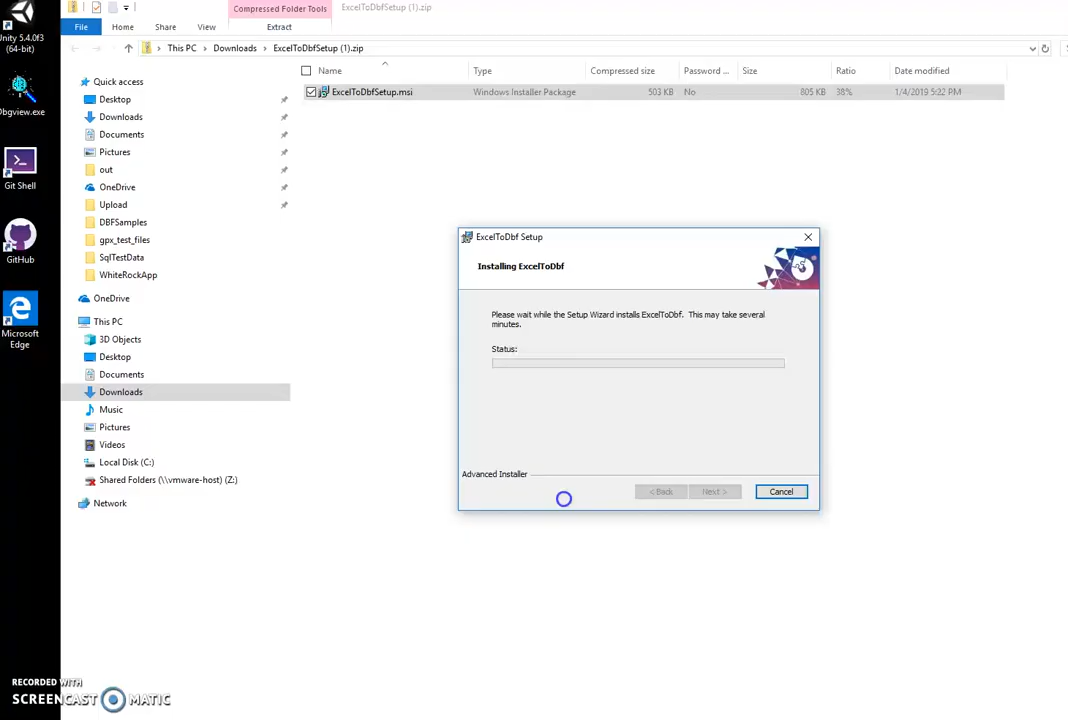 Compressed Folder Tools
ExcelToDbfSetup (1).zip
File
Home
Share
View
Extract
This PC
Downloads
ExcelToDbfSetup (1).zip
Name
Type
Compressed size
Password ...
Size
Ratio
Date modified
ExcelToDbfSetup.msi
Windows Installer Package
503 KB
No
805 KB
38%
1/4/2019 5:22 PM
Unity 5.4.0f3
(64-bit)
Dbgview.exe
Git Shell
GitHub
Microsoft
Edge
Quick access
Desktop
Downloads
Documents
Pictures
out
OneDrive
Upload
DBFSamples
gpx_test_files
SqlTestData
WhiteRockApp
OneDrive
This PC
3D Objects
Desktop
Documents
Downloads
Music
Pictures
Videos
Local Disk (C:)
Shared Folders (\\vmware-host) (Z:)
Network
ExcelToDbf Setup
Installing ExcelToDbf
Please wait while the Setup Wizard installs ExcelToDbf. This may take several
minutes.
Status:
Advanced Installer
< Back
Next >
Cancel
RECORDED WITH
SCREENCAST MATIC